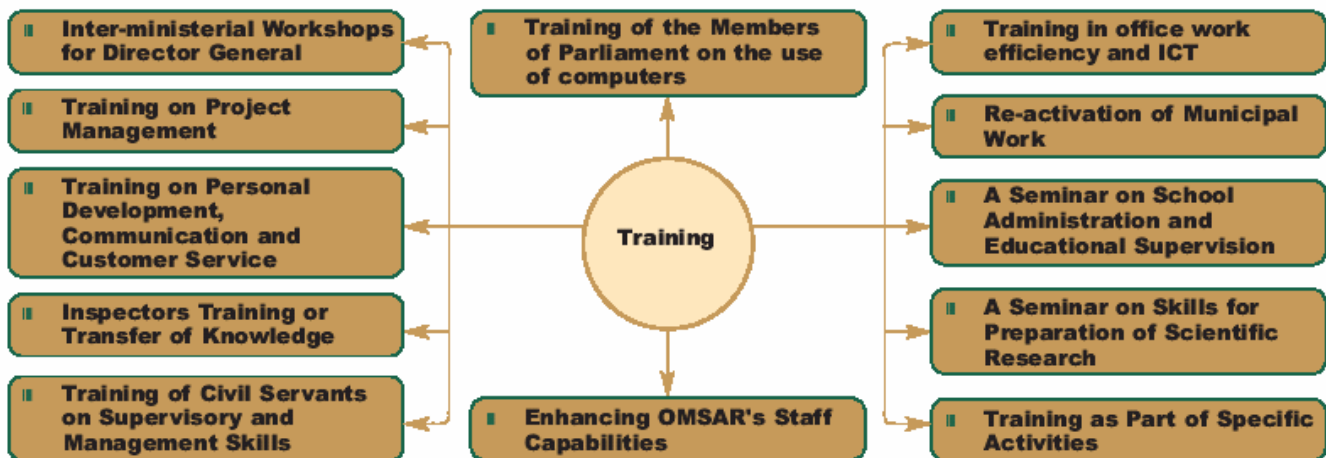 Inter-ministerial Workshops
for Director General
Training on Project
Management
Training on Personal
Development,
Communication and
Customer Service
Inspectors Training or
Transfer of Knowledge
Training of Civil Servants
on Supervisory and
Management Skills
Training of the Members
of Parliament on the use
of computers
Training
Enhancing OMSAR's Staff
Capabilities
Training in office work
efficiency and ICT
Re-activation of Municipal
Work
A Seminar on School
Administration and
Educational Supervision
A Seminar on Skills for
Preparation of Scientific
Research
Training as Part of Specific
Activities